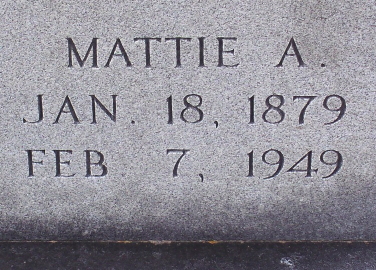 MATTIE A.
JAN. 18, 1879
FEB 7, 1949